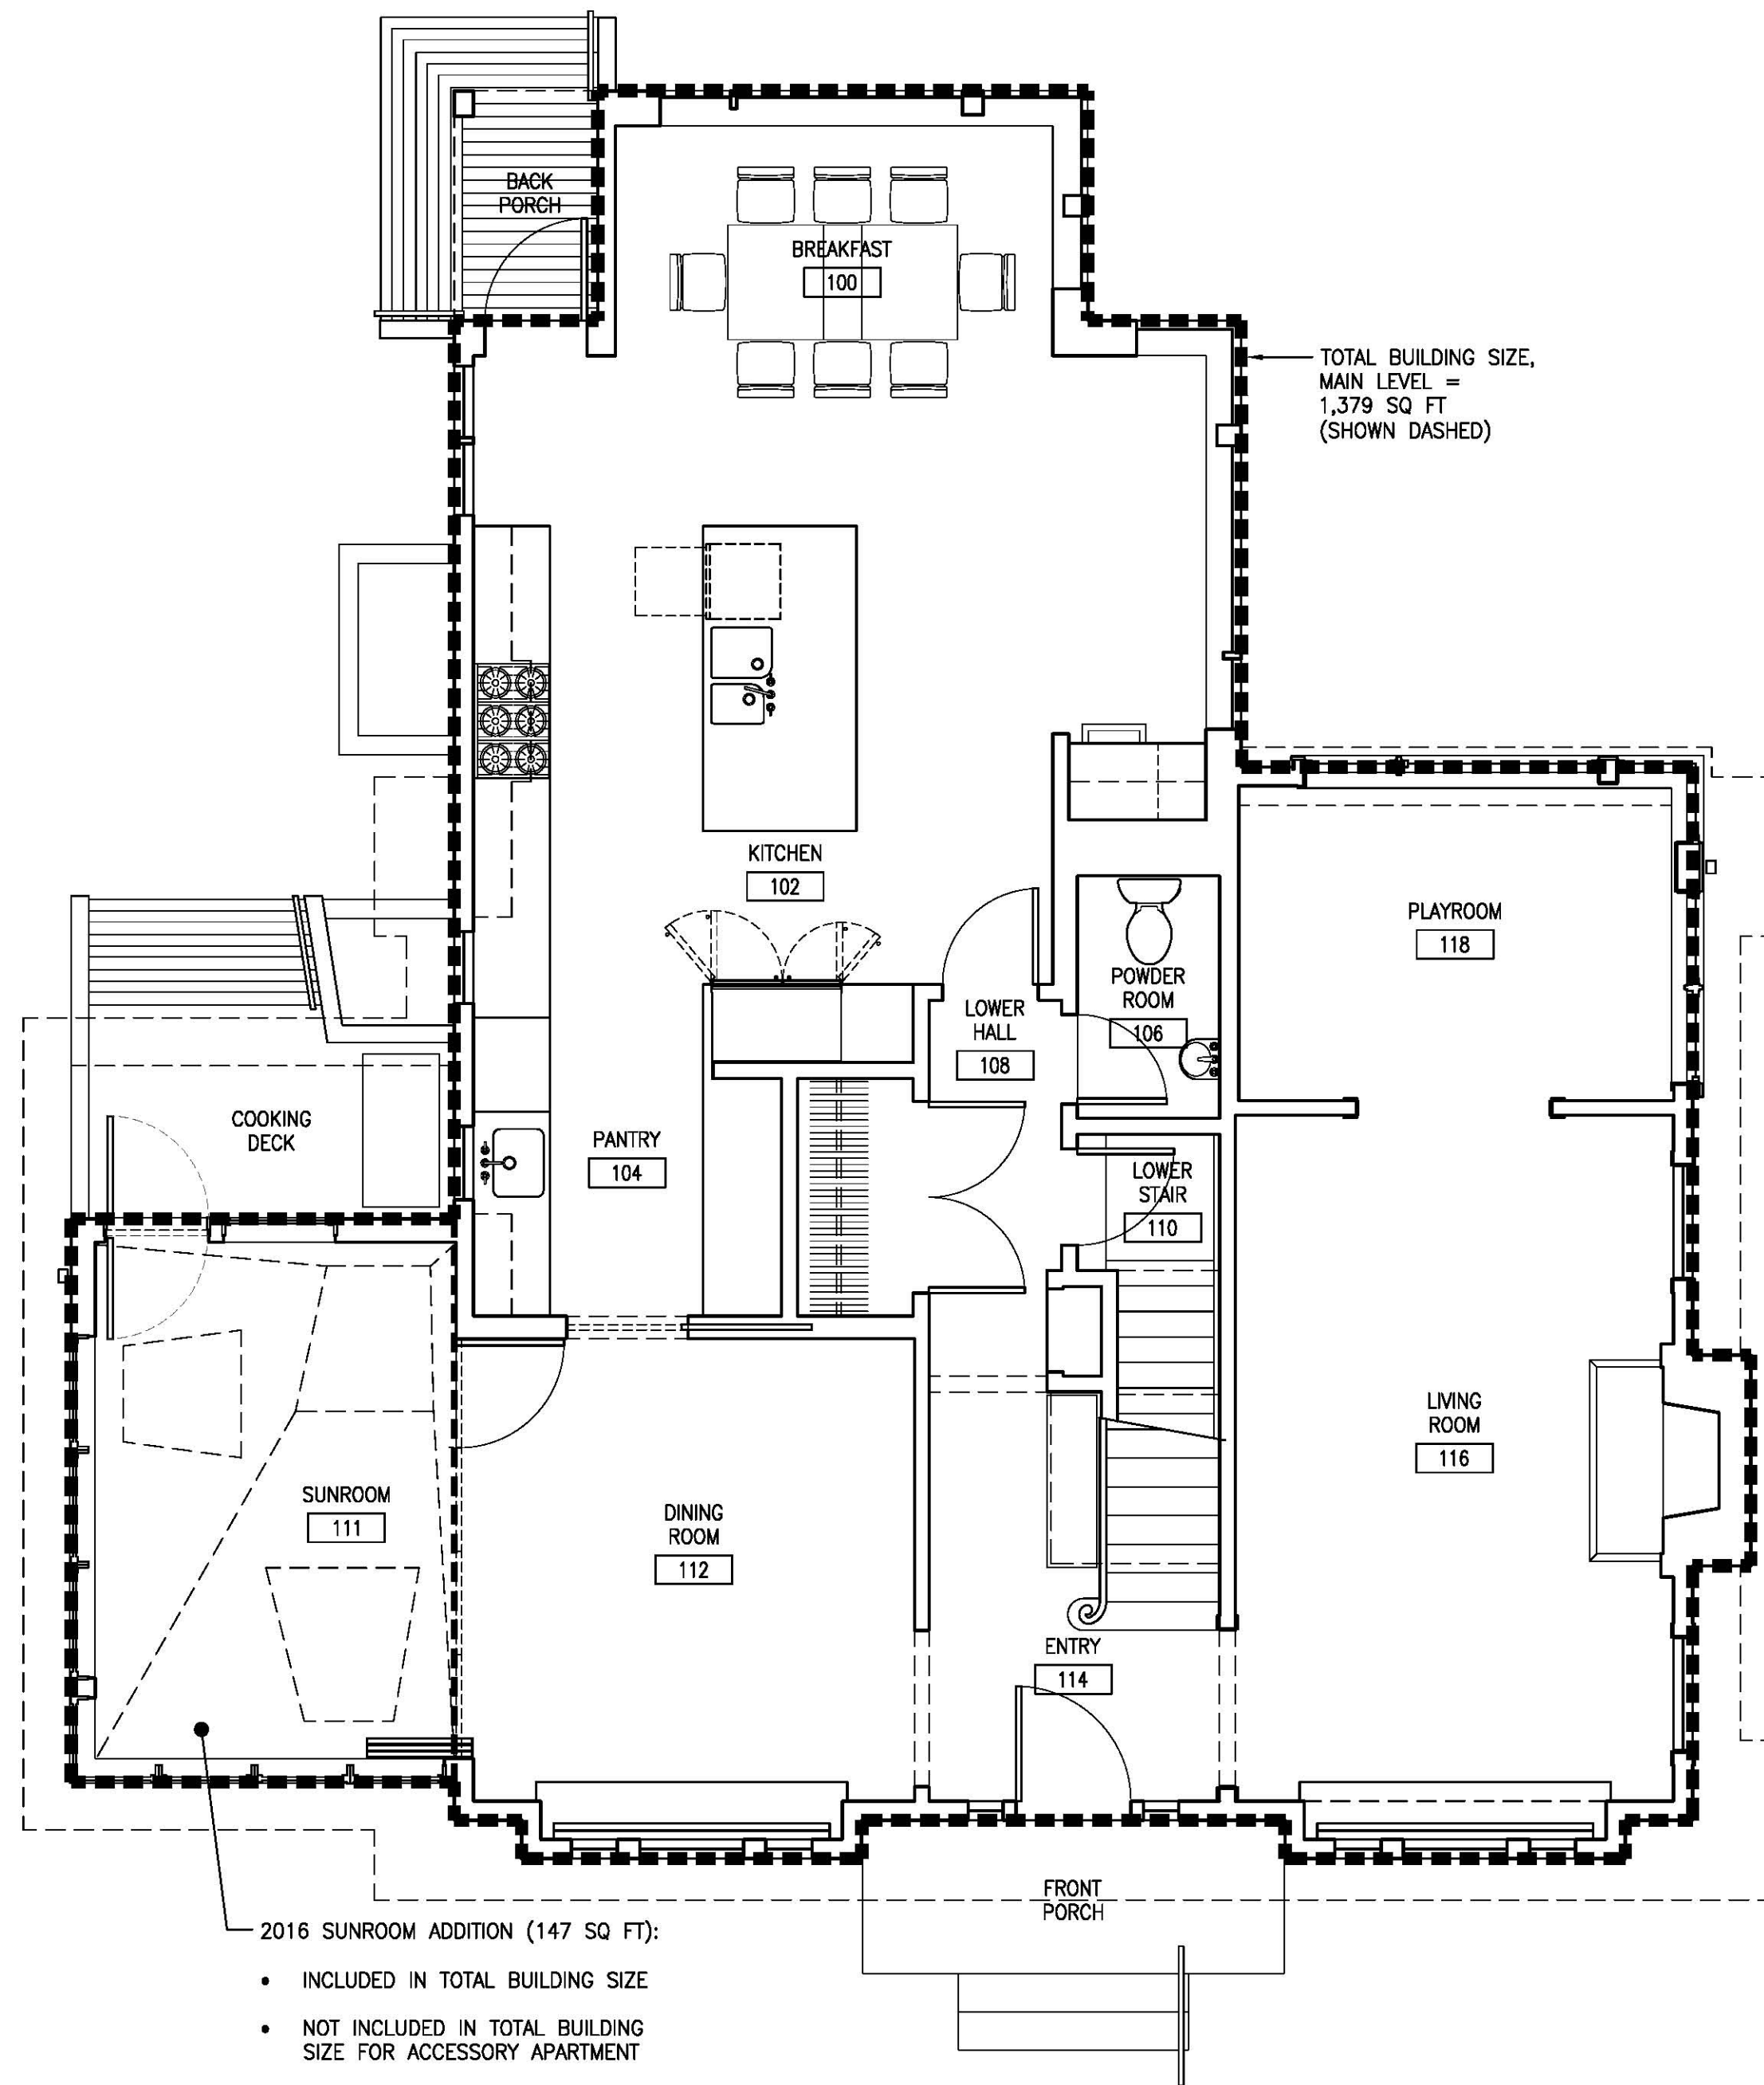 BACK
PORCH
BREAKFAST
100
TOTAL BUILDING SIZE,
MAIN LEVEL =
1,379 SQ FT
(SHOWN DASHED)
KITCHEN
102
PLAYROOM
118
POWDER
ROOM
106
LOWER
HALL
108
COOKING
DECK
PANTRY
104
LOWER
STAIR
110
LIVING
ROOM
116
SUNROOM
111
DINING
ROOM
112
ENTRY
114
FRONT
PORCH
2016 SUNROOM ADDITION (147 SQ FT):
• INCLUDED IN TOTAL BUILDING SIZE
• NOT INCLUDED IN TOTAL BUILDING
SIZE FOR ACCESSORY APARTMENT